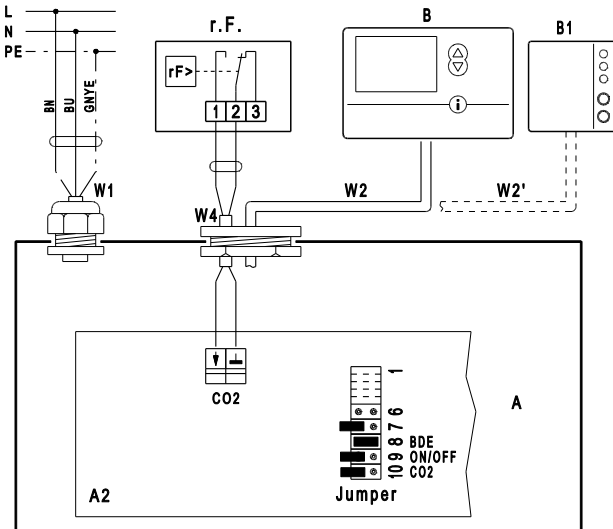 L
N
PE
BN
BU
GNYE
W1
r.F.
rF>
1 2 3
W4
B
i
B1
W2
W2'
CO2
1
6
7
8 BDE
9 ON/OFF
10 CO2
Jumper
A
A2